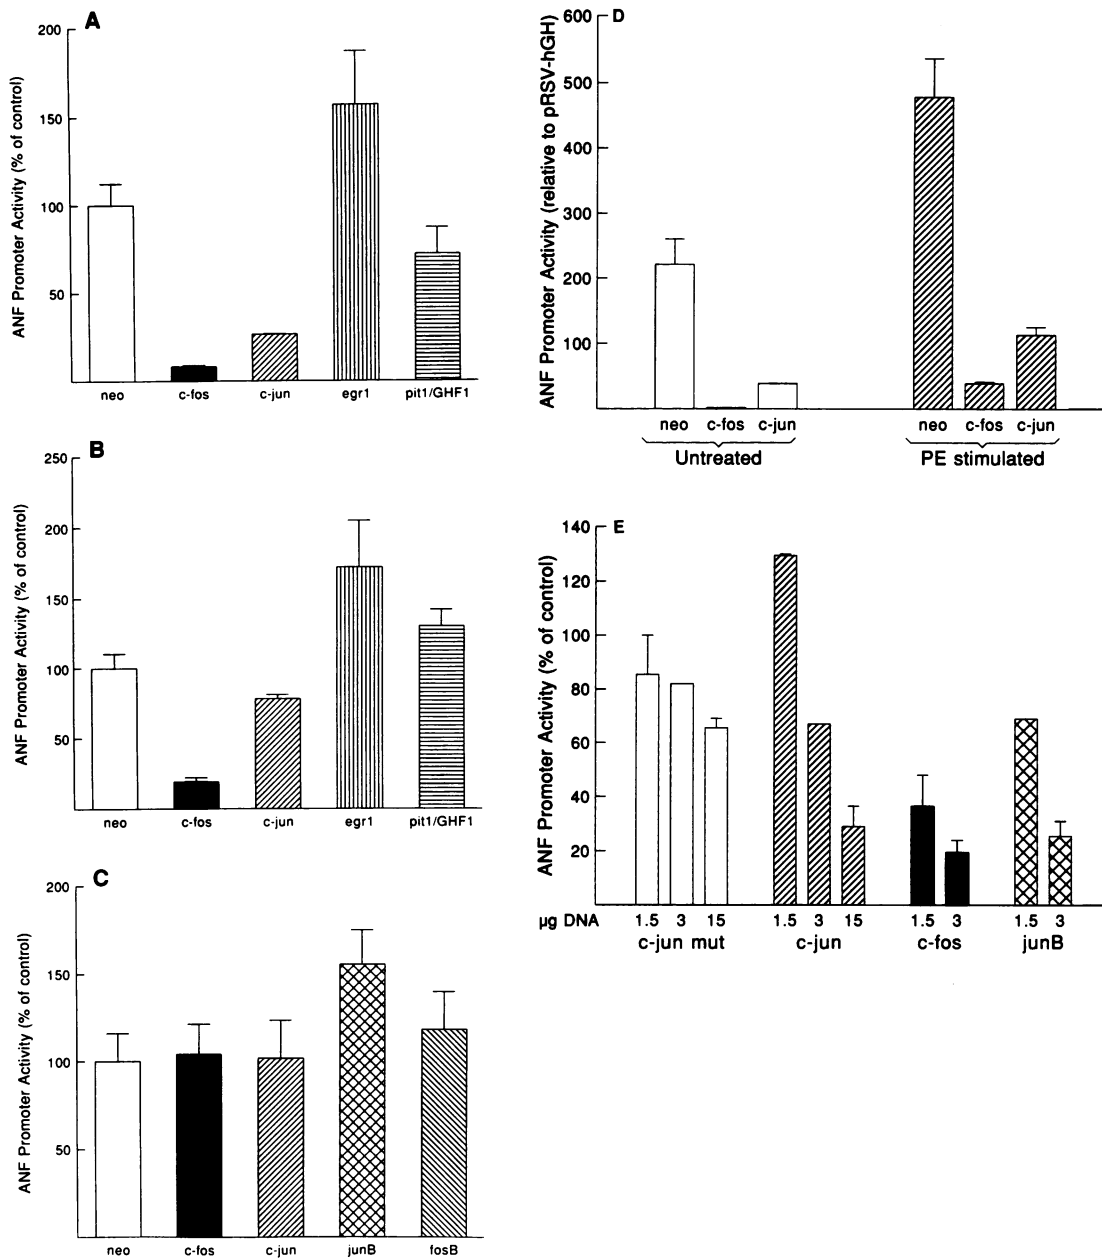 A
ANF Promoter Activity (% of control)
200
150
100
50
neo c-fos c-jun egr1 pit1/GHF1
B
ANF Promoter Activity (% of control)
250
200
150
100
50
neo c-fos c-jun egr1 pit1/GHF1
C
ANF Promoter Activity (% of control)
200
150
100
50
neo c-fos c-jun junB fosB
D
ANF Promoter Activity (relative to pRSV-hGH)
600
500
400
300
200
100
neo c-fos c-jun neo c-fos c-jun
Untreated PE stimulated
E
ANF Promoter Activity (% of control)
140
120
100
80
60
40
20
µg DNA 1.5 3 15 1.5 3 15 1.5 3 1.5 3
c-jun mut c-jun c-fos junB